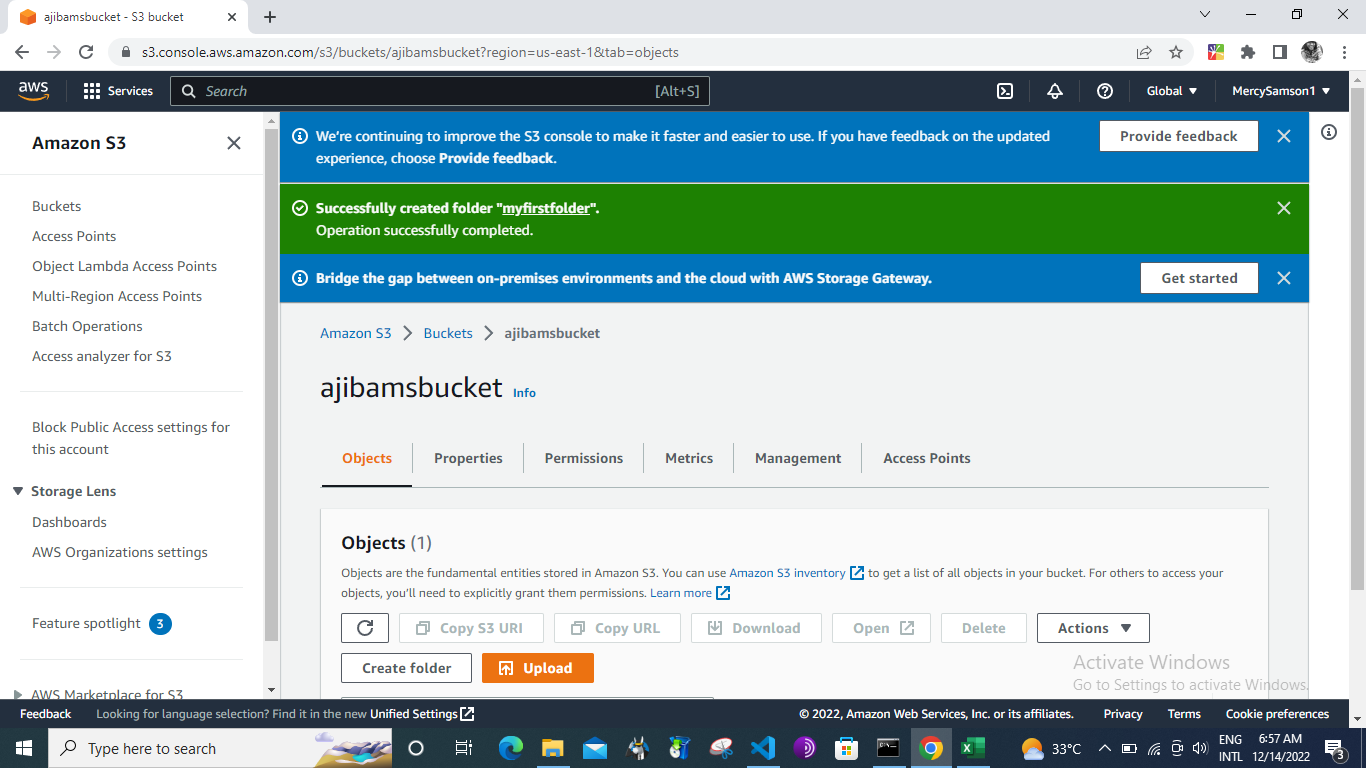 ajibamsbucket - S3 bucket
s3.console.aws.amazon.com/s3/buckets/ajibamsbucket?region=us-east-1&tab=objects
aws Services Search [Alt+S] Global MercySamson1
Amazon S3
Buckets
Access Points
Object Lambda Access Points
Multi-Region Access Points
Batch Operations
Access analyzer for S3
Block Public Access settings for
this account
Storage Lens
Dashboards
AWS Organizations settings
Feature spotlight 3
AWS Marketplace for S3
We're continuing to improve the S3 console to make it faster and easier to use. If you have feedback on the updated
experience, choose Provide feedback.
Provide feedback
Successfully created folder "myfirstfolder".
Operation successfully completed.
Bridge the gap between on-premises environments and the cloud with AWS Storage Gateway.
Get started
Amazon S3 Buckets ajibamsbucket
ajibamsbucket Info
Objects Properties Permissions Metrics Management Access Points
Objects (1)
Objects are the fundamental entities stored in Amazon S3. You can use Amazon S3 inventory to get a list of all objects in your bucket. For others to access your
objects, you'll need to explicitly grant them permissions. Learn more
Copy S3 URI Copy URL Download Open Delete Actions
Create folder Upload
Activate Windows
Go to Settings to activate Windows.
Feedback Looking for language selection? Find it in the new Unified Settings © 2022, Amazon Web Services, Inc. or its affiliates. Privacy Terms Cookie preferences
Type here to search 33°C ENG 6:57 AM
INTL 12/14/2022 3